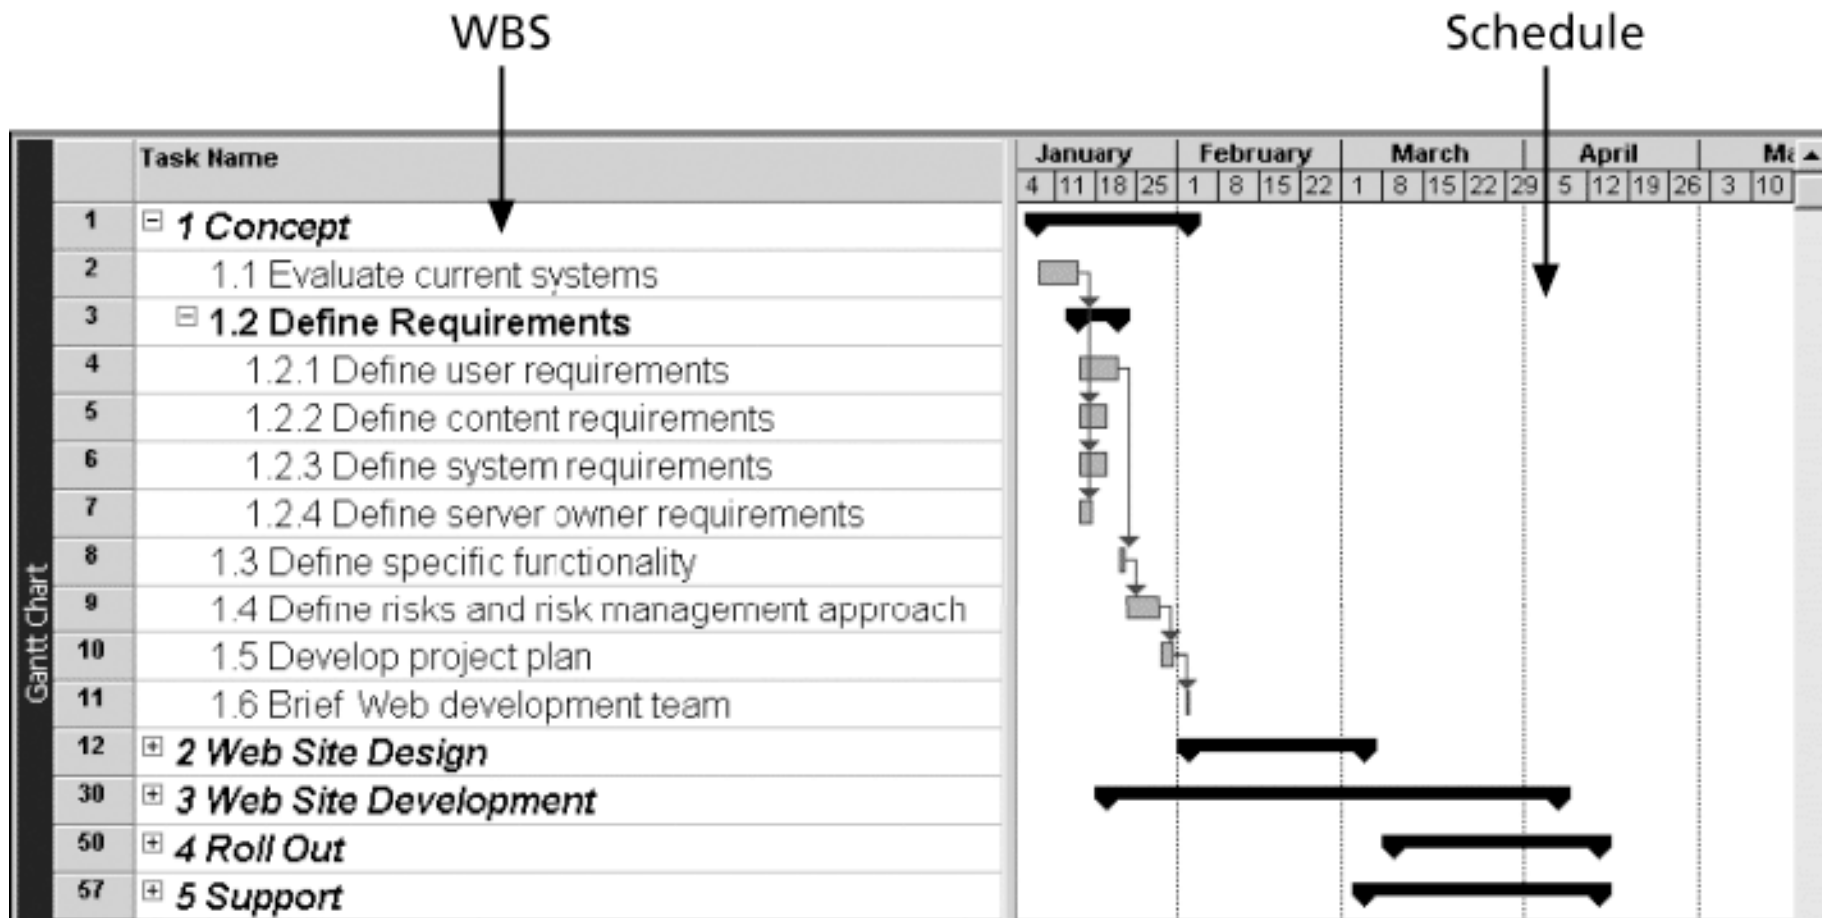 WBS Schedule
Task Name January February March April Ma
4 11 18 25 1 8 15 22 1 8 15 22 29 5 12 19 26 3 10
1 1 Concept
2 1.1 Evaluate current systems
3 1.2 Define Requirements
4 1.2.1 Define user requirements
5 1.2.2 Define content requirements
6 1.2.3 Define system requirements
7 1.2.4 Define server owner requirements
8 1.3 Define specific functionality
9 1.4 Define risks and risk management approach
10 1.5 Develop project plan
11 1.6 Brief Web development team
12 2 Web Site Design
30 3 Web Site Development
50 4 Roll Out
57 5 Support
Gantt Chart